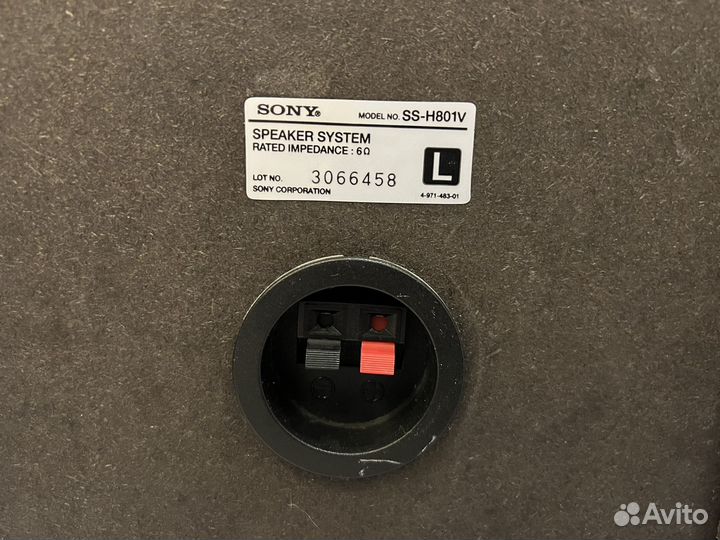 SONY® MODEL NO. SS-H801V
SPEAKER SYSTEM
RATED IMPEDANCE : 6Ω
L
LOT NO. 3066458
SONY CORPORATION 4-971-483-01
Avito